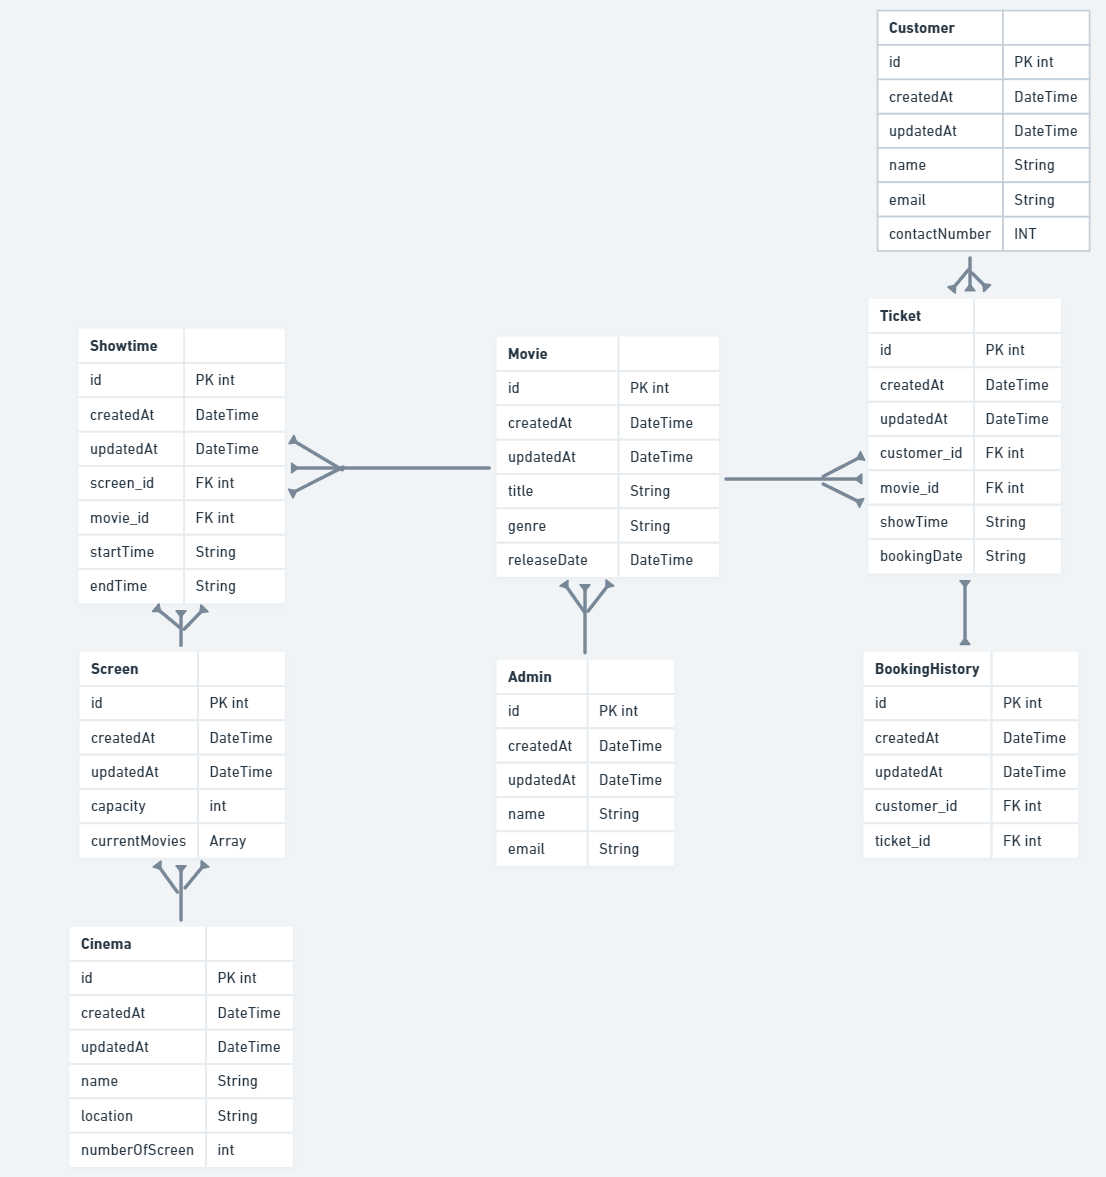 Customer
id PK int
createdAt DateTime
updatedAt DateTime
name String
email String
contactNumber INT
Showtime
id PK int
createdAt DateTime
updatedAt DateTime
screen_id FK int
movie_id FK int
startTime String
endTime String
Movie
id PK int
createdAt DateTime
updatedAt DateTime
title String
genre String
releaseDate DateTime
Ticket
id PK int
createdAt DateTime
updatedAt DateTime
customer_id FK int
movie_id FK int
showTime String
bookingDate String
Screen
id PK int
createdAt DateTime
updatedAt DateTime
capacity int
currentMovies Array
Admin
id PK int
createdAt DateTime
updatedAt DateTime
name String
email String
BookingHistory
id PK int
createdAt DateTime
updatedAt DateTime
customer_id FK int
ticket_id FK int
Cinema
id PK int
createdAt DateTime
updatedAt DateTime
name String
location String
numberOfScreen int